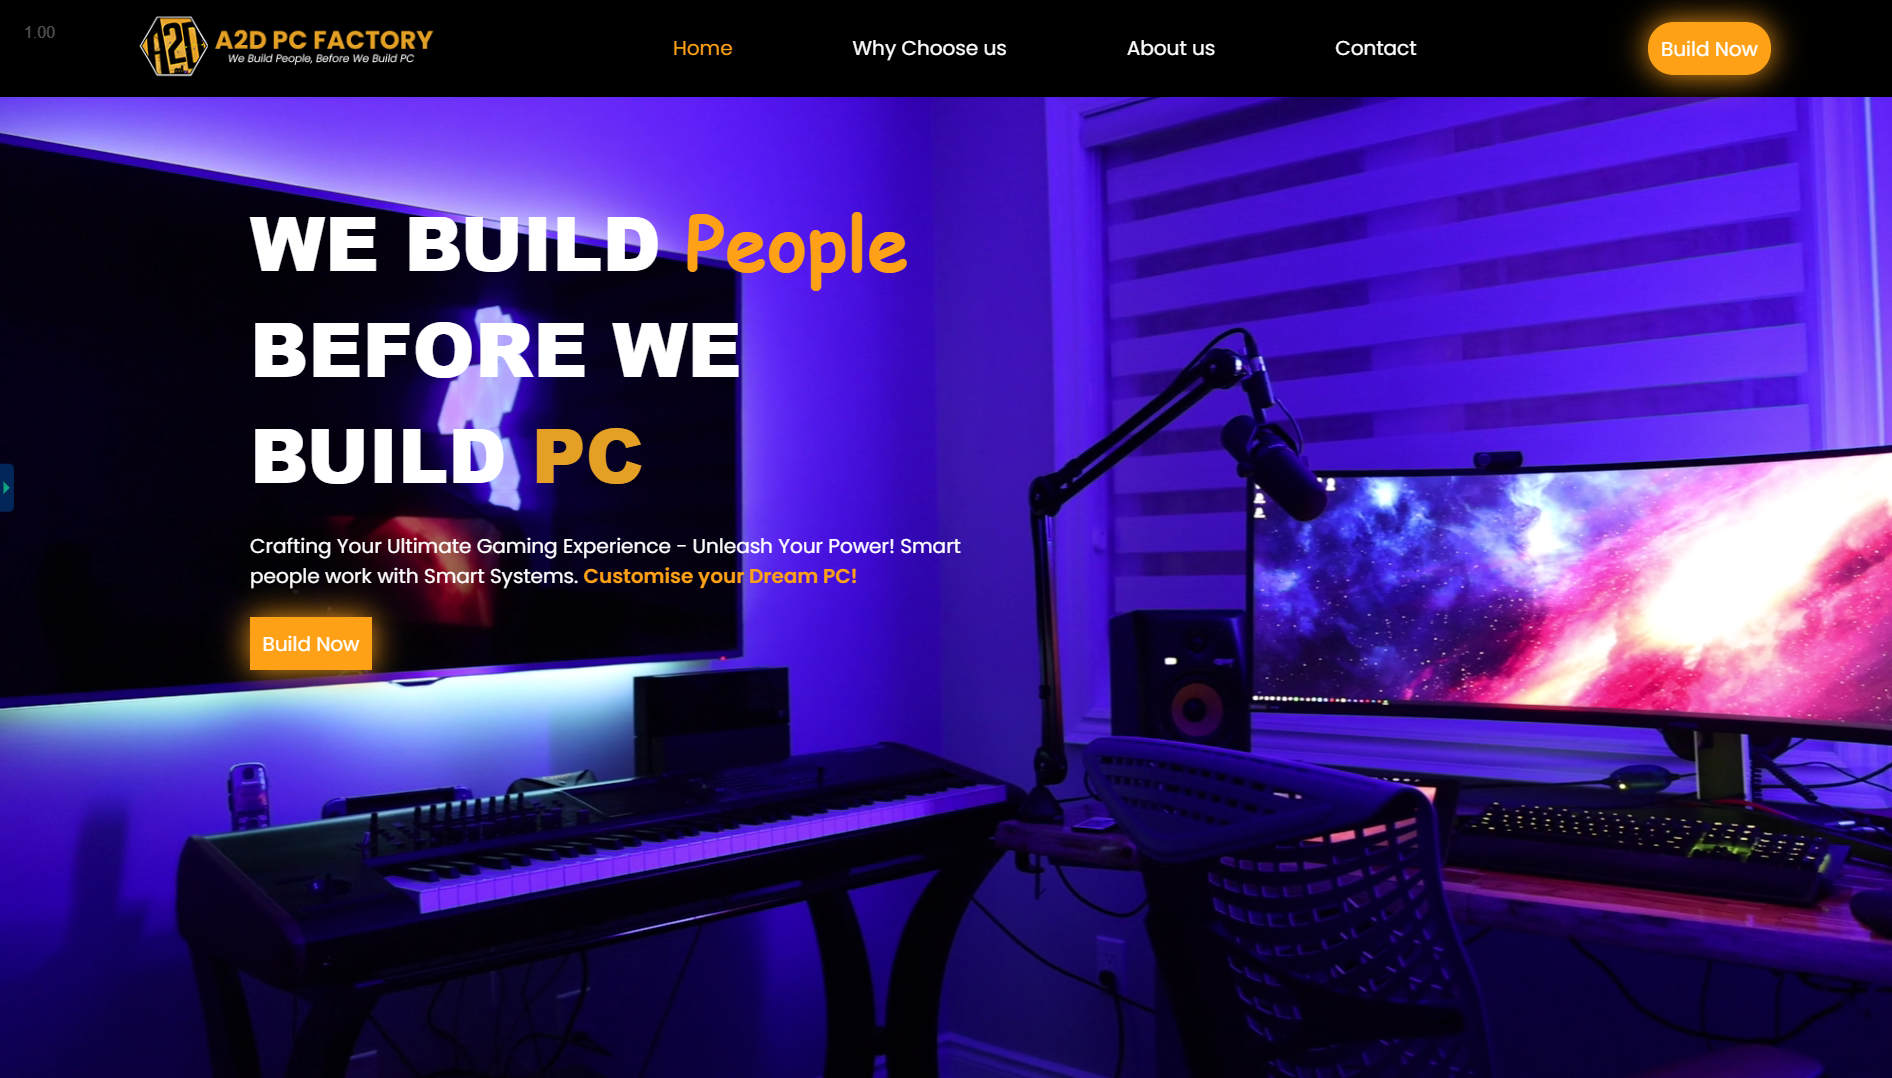 1.00
A2D
A2D PC FACTORY
We Build People, Before We Build PC
Home
Why Choose us
About us
Contact
Build Now
WE BUILD People
BEFORE WE
BUILD PC
Crafting Your Ultimate Gaming Experience - Unleash Your Power! Smart
people work with Smart Systems. Customise your Dream PC!
Build Now